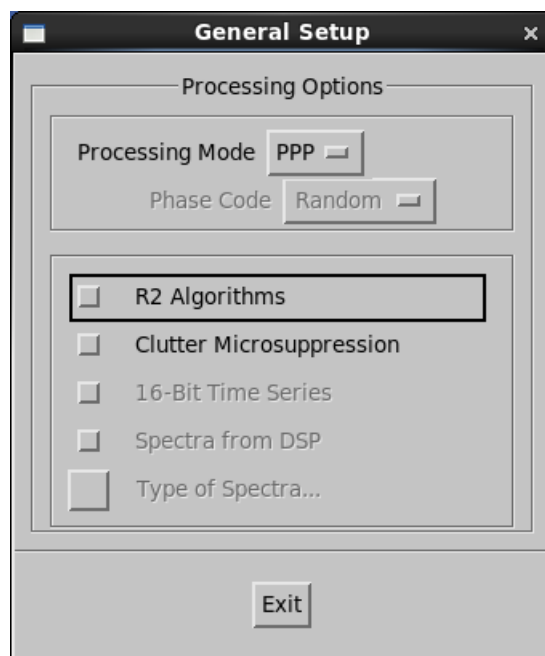 General Setup
Processing Options
Processing Mode PPP
Phase Code Random
R2 Algorithms
Clutter Microsuppression
16-Bit Time Series
Spectra from DSP
Type of Spectra...
Exit